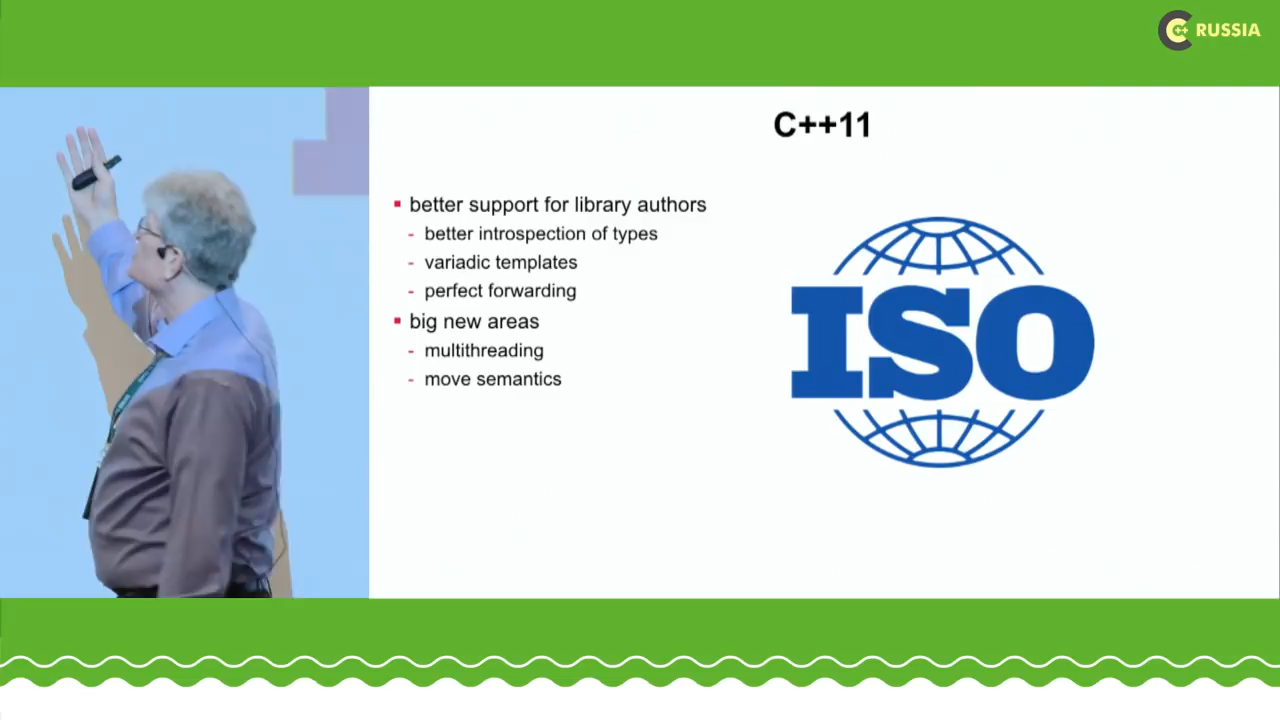 C++ RUSSIA
C++11
▪ better support for library authors
- better introspection of types
- variadic templates
- perfect forwarding
▪ big new areas
- multithreading
- move semantics
ISO